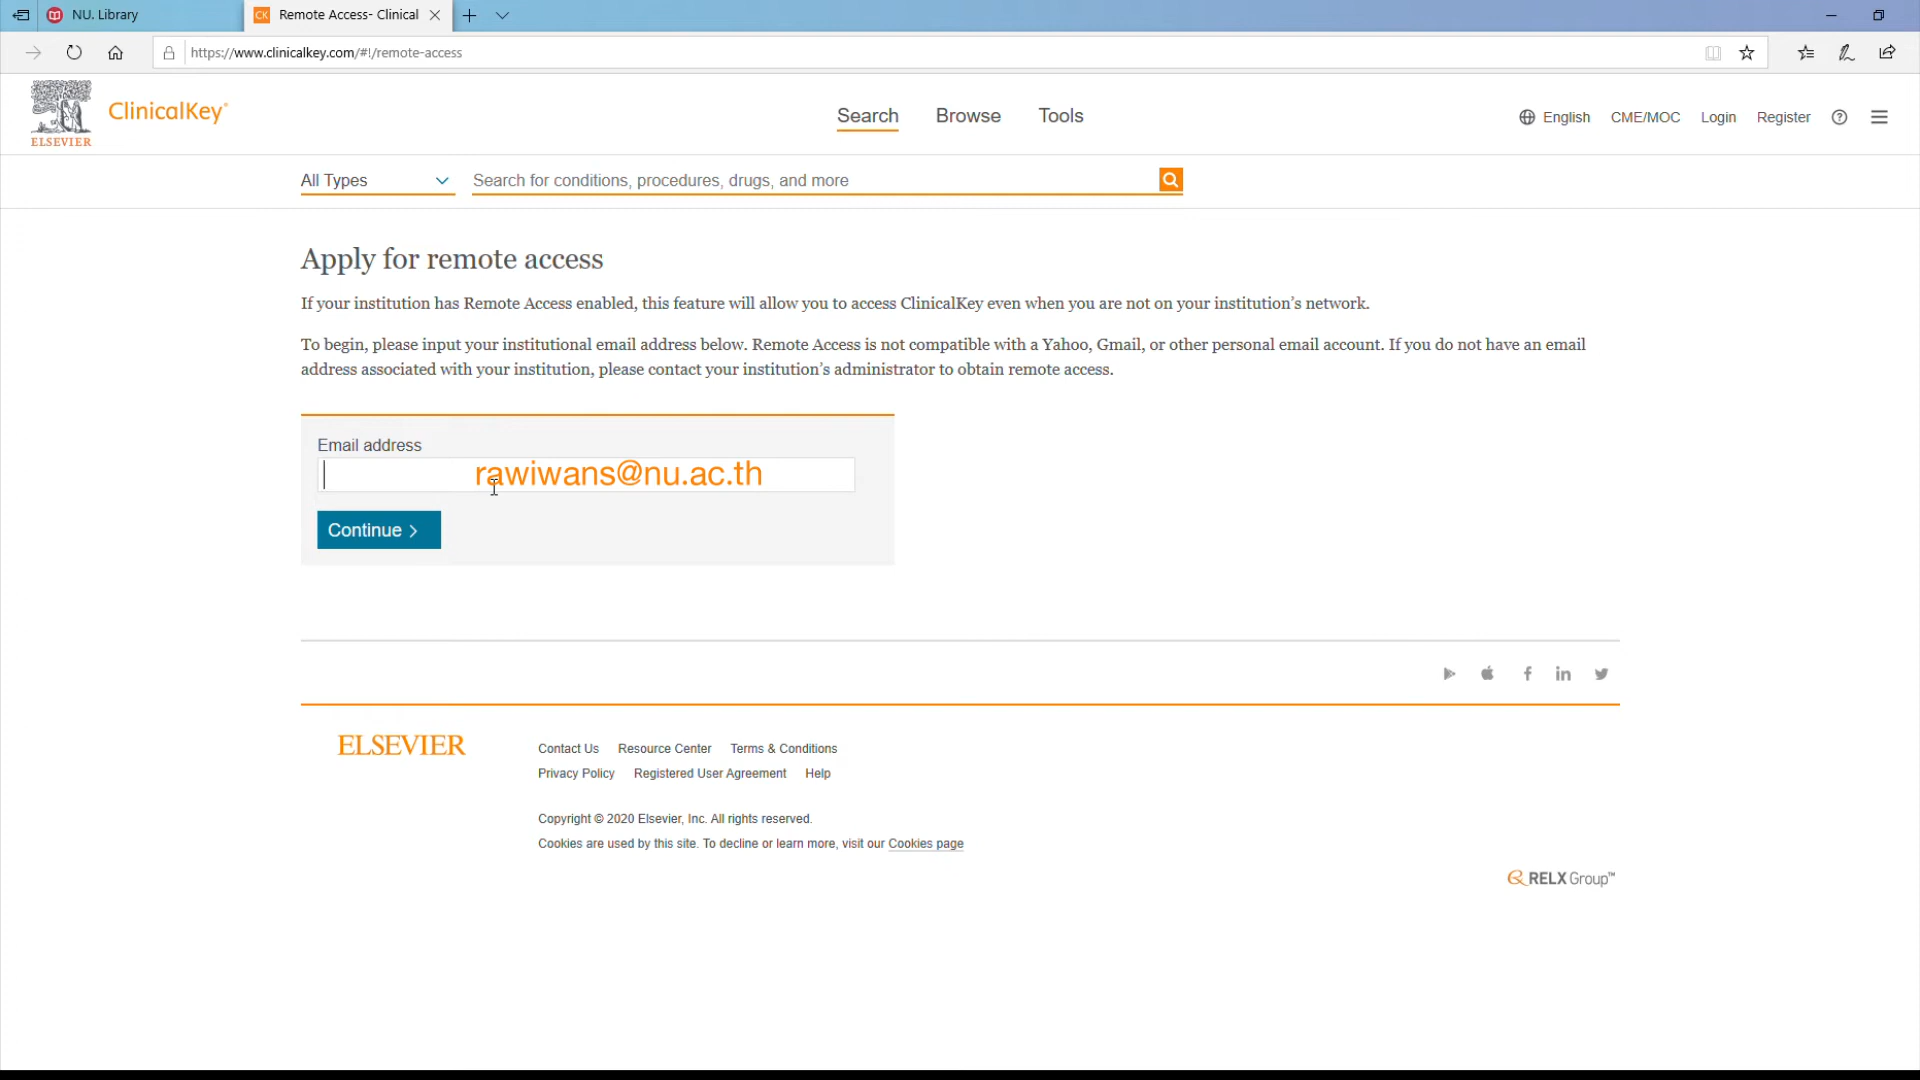 NU. Library
CK Remote Access- Clinical
https://www.clinicalkey.com/#!/remote-access
ELSEVIER
ClinicalKey®
Search Browse Tools
English CME/MOC Login Register ?
All Types Search for conditions, procedures, drugs, and more
Apply for remote access
If your institution has Remote Access enabled, this feature will allow you to access ClinicalKey even when you are not on your institution’s network.
To begin, please input your institutional email address below. Remote Access is not compatible with a Yahoo, Gmail, or other personal email account. If you do not have an email
address associated with your institution, please contact your institution’s administrator to obtain remote access.
Email address
rawiwans@nu.ac.th
Continue
ELSEVIER
Contact Us Resource Center Terms & Conditions
Privacy Policy Registered User Agreement Help
Copyright © 2020 Elsevier, Inc. All rights reserved.
Cookies are used by this site. To decline or learn more, visit our Cookies page
RELX Group™